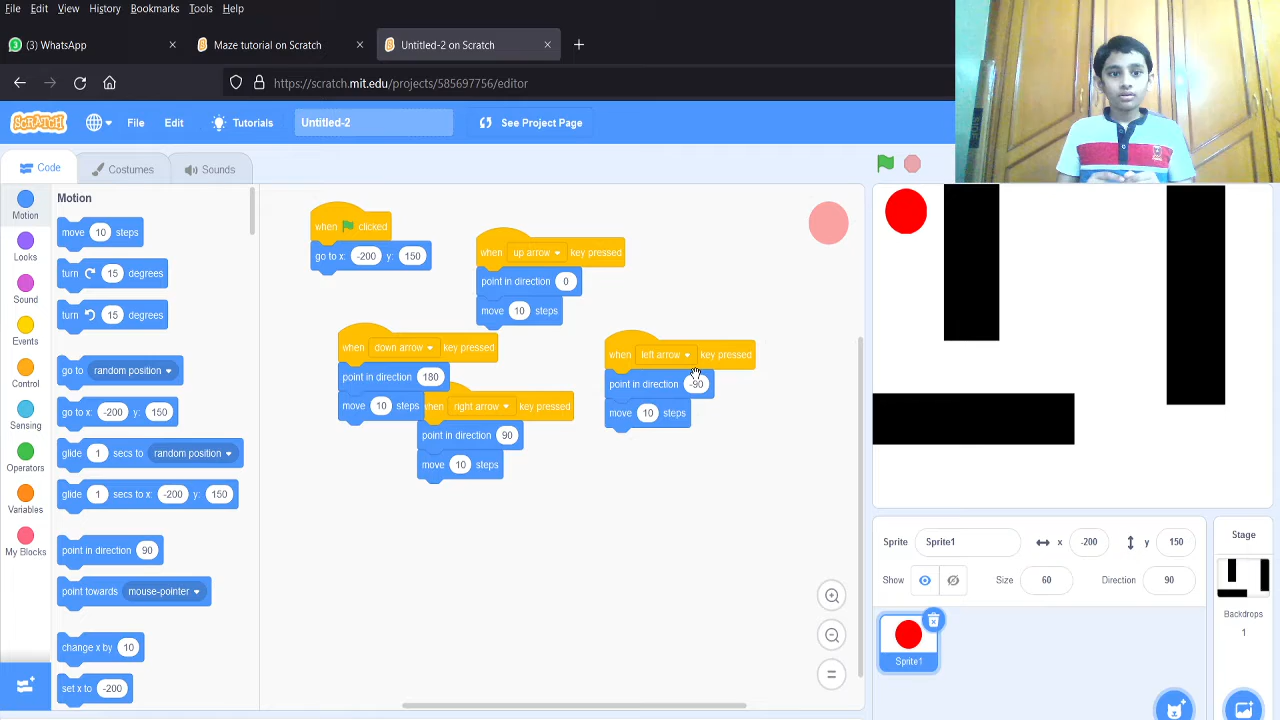 File Edit View History Bookmarks Tools Help
(3) WhatsApp
Maze tutorial on Scratch
Untitled-2 on Scratch
https://scratch.mit.edu/projects/585697756/editor
SCRATCH File Edit Tutorials Untitled-2 See Project Page
Code Costumes Sounds
Motion
Looks
Sound
Events
Control
Sensing
Operators
Variables
My Blocks
Motion
move 10 steps
turn 15 degrees
turn 15 degrees
go to random position
go to x: -200 y: 150
glide 1 secs to random position
glide 1 secs to x: -200 y: 150
point in direction 90
point towards mouse-pointer
change x by 10
set x to -200
when clicked
go to x: -200 y: 150
when up arrow key pressed
point in direction 0
move 10 steps
when down arrow key pressed
point in direction 180
move 10 steps
when right arrow key pressed
point in direction 90
move 10 steps
when left arrow key pressed
point in direction -90
move 10 steps
Sprite Sprite1 x -200 y 150
Show Size 60 Direction 90
Sprite1
Stage
Backdrops
1